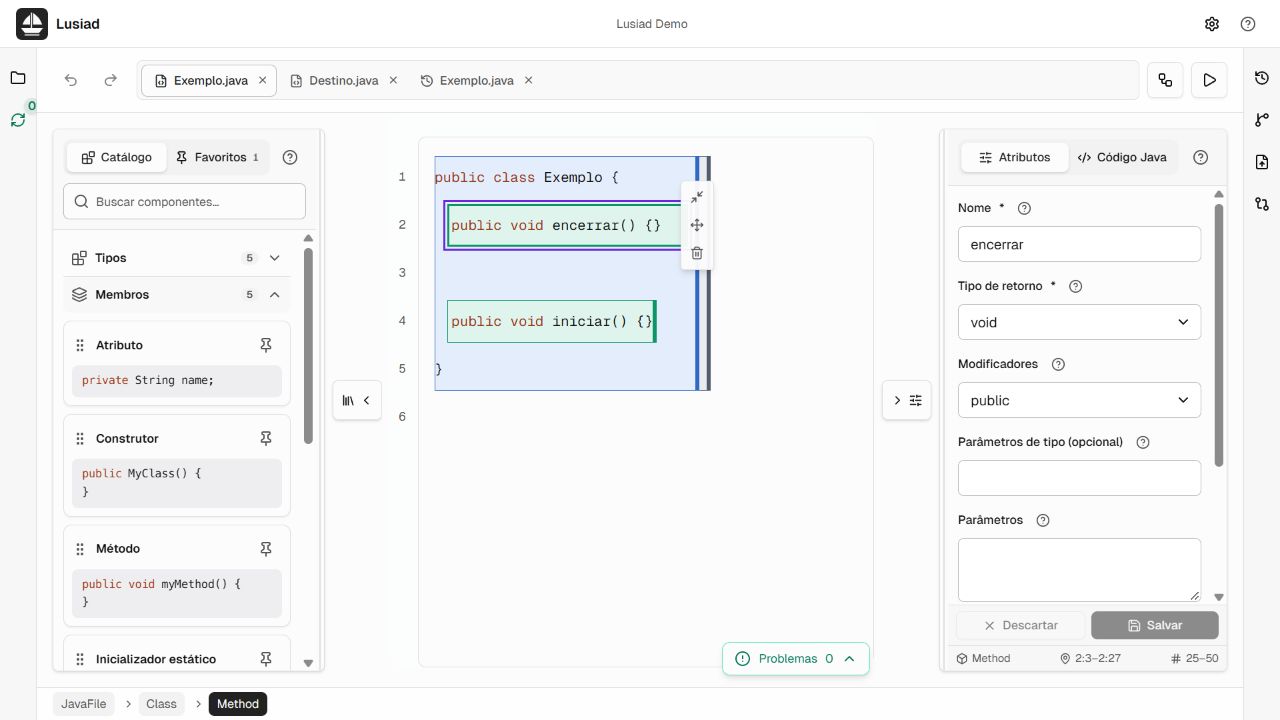 Lusiad
Lusiad Demo
0
Exemplo.java
Destino.java
Exemplo.java
Catálogo
Favoritos 1
Buscar componentes...
Tipos 5
Membros 5
Atributo
private String name;
Construtor
public MyClass() {
}
Método
public void myMethod() {
}
Inicializador estático
1 public class Exemplo {
2 public void encerrar() {}
3
4 public void iniciar() {}
5 }
6
Problemas 0
Atributos
Código Java
Nome *
encerrar
Tipo de retorno *
void
Modificadores
public
Parâmetros de tipo (opcional)
Parâmetros
Descartar
Salvar
Method
2:3–2:27
25–50
JavaFile
Class
Method